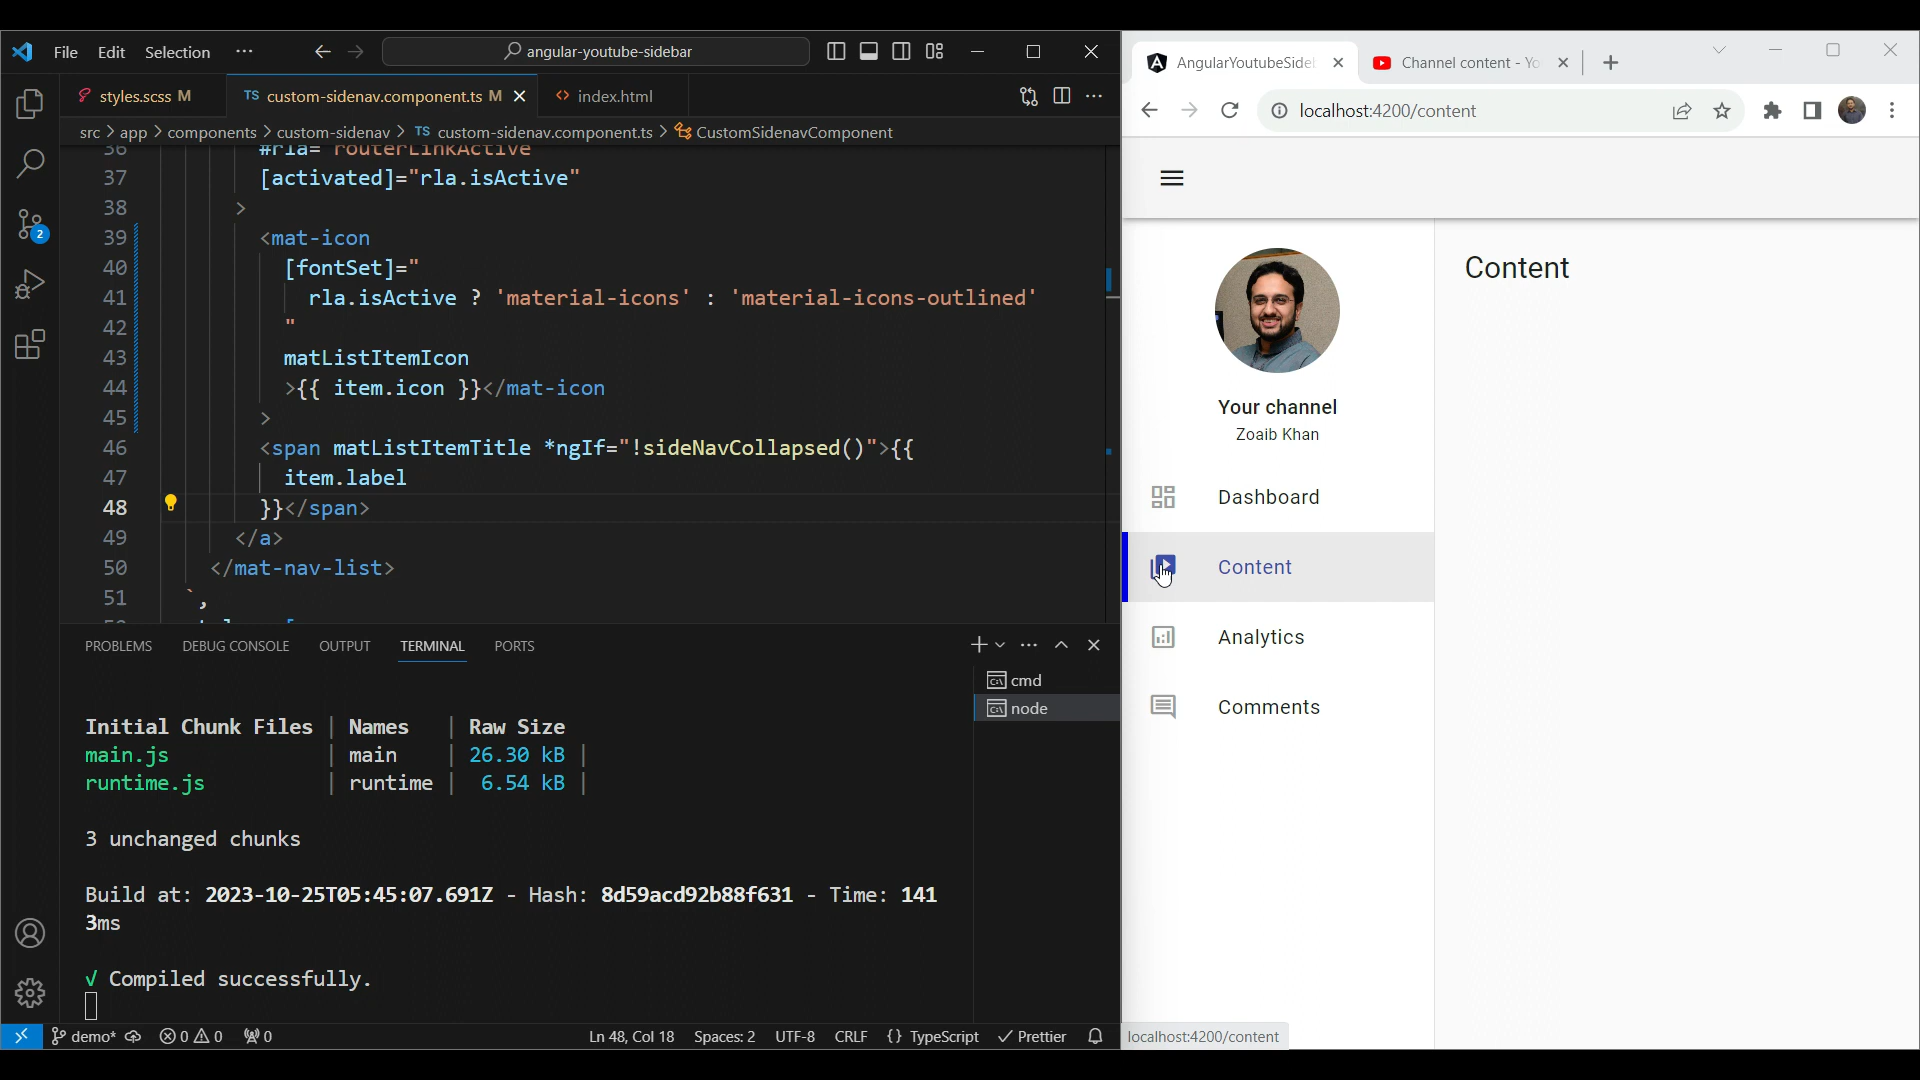 File Edit Selection ··· angular-youtube-sidebar
styles.scss M
TS custom-sidenav.component.ts M
<> index.html
src > app > components > custom-sidenav > TS custom-sidenav.component.ts > CustomSidenavComponent
36 #rla="routerLinkActive"
37 [activated]="rla.isActive"
38 >
39 <mat-icon
40 [fontSet]="
41 rla.isActive ? 'material-icons' : 'material-icons-outlined'
42 "
43 matListItemIcon
44 >{{ item.icon }}</mat-icon
45 >
46 <span matListItemTitle *ngIf="!sideNavCollapsed()">{{
47 item.label
48 }}</span>
49 </a>
50 </mat-nav-list>
51 `,
PROBLEMS DEBUG CONSOLE OUTPUT TERMINAL PORTS
cmd
node
Initial Chunk Files | Names | Raw Size
main.js | main | 26.30 kB |
runtime.js | runtime | 6.54 kB |
3 unchanged chunks
Build at: 2023-10-25T05:45:07.691Z - Hash: 8d59acd92b88f631 - Time: 141
3ms
√ Compiled successfully.
demo* 0 0 0 Ln 48, Col 18 Spaces: 2 UTF-8 CRLF {} TypeScript Prettier
2
AngularYoutubeSide
Channel content - Yo
localhost:4200/content
Content
Your channel
Zoaib Khan
Dashboard
Content
Analytics
Comments
localhost:4200/content